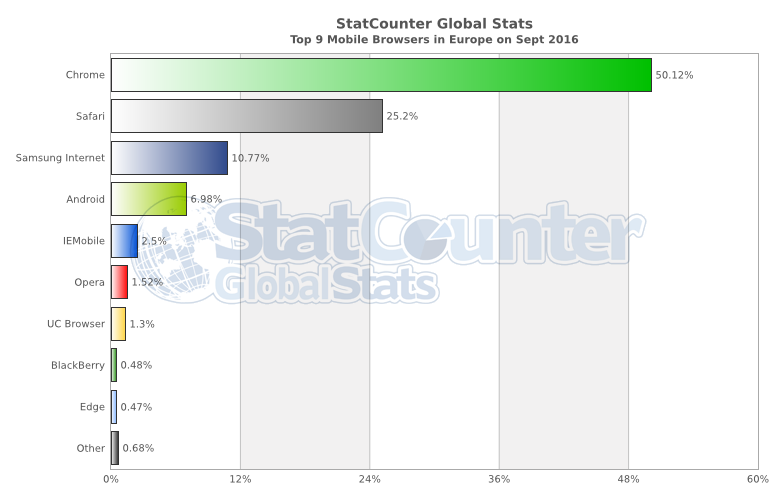 StatCounter Global Stats
Top 9 Mobile Browsers in Europe on Sept 2016
Chrome 50.12%
Safari 25.2%
Samsung Internet 10.77%
Android 6.98%
StatCounter
IEMobile 2.5%
Opera 1.52%
GlobalStats
UC Browser 1.3%
BlackBerry 0.48%
Edge 0.47%
Other 0.68%
0% 12% 24% 36% 48% 60%